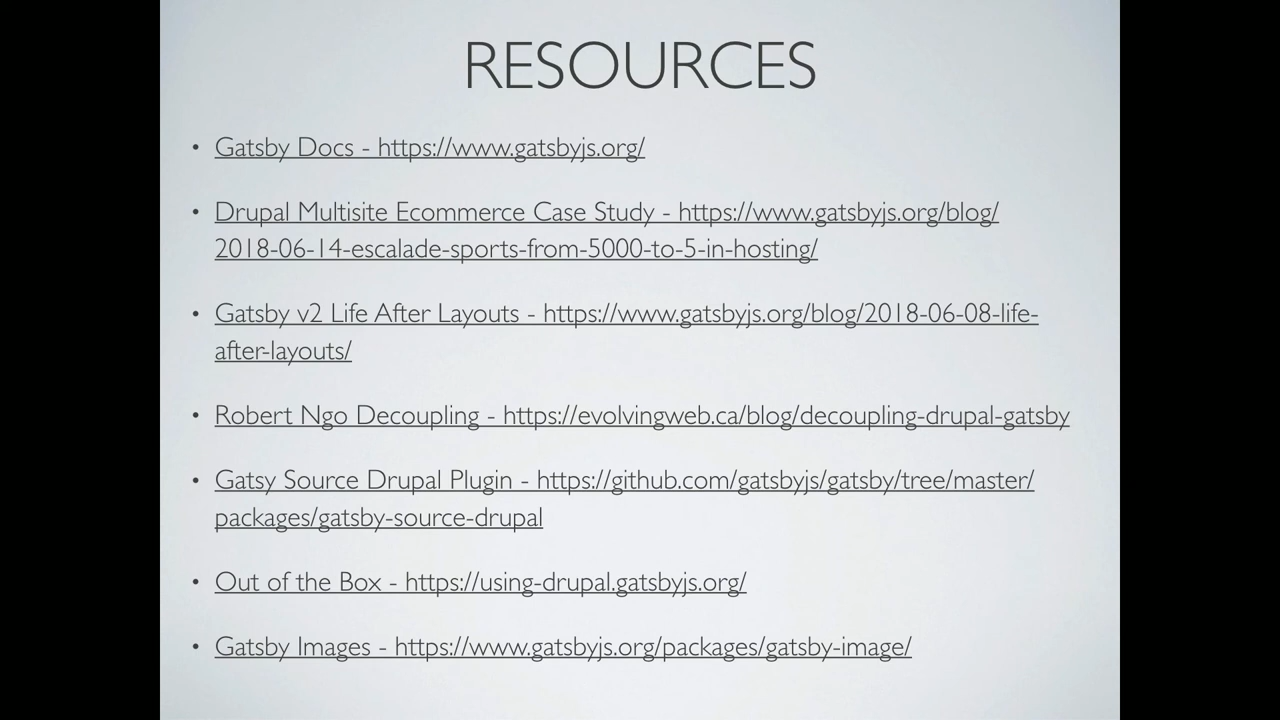 RESOURCES
• Gatsby Docs - https://www.gatsbyjs.org/
• Drupal Multisite Ecommerce Case Study - https://www.gatsbyjs.org/blog/
2018-06-14-escalade-sports-from-5000-to-5-in-hosting/
• Gatsby v2 Life After Layouts - https://www.gatsbyjs.org/blog/2018-06-08-life-
after-layouts/
• Robert Ngo Decoupling - https://evolvingweb.ca/blog/decoupling-drupal-gatsby
• Gatsy Source Drupal Plugin - https://github.com/gatsbyjs/gatsby/tree/master/
packages/gatsby-source-drupal
• Out of the Box - https://using-drupal.gatsbyjs.org/
• Gatsby Images - https://www.gatsbyjs.org/packages/gatsby-image/